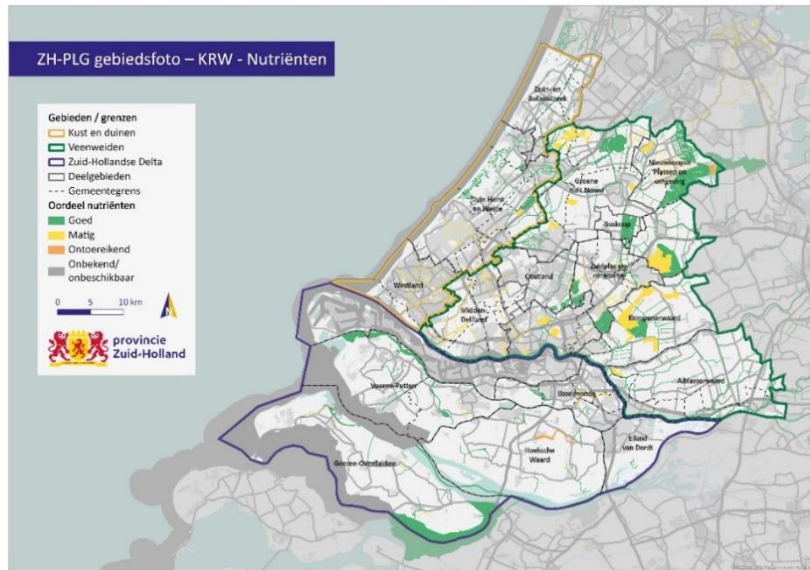 ZH-PLG gebiedsfoto – KRW - Nutriënten
Gebieden / grenzen
Kust en duinen
Veenweiden
Zuid-Hollandse Delta
Deelgebieden
Gemeentegrens
Oordeel nutriënten
Goed
Matig
Ontoereikend
Onbekend/
onbeschikbaar
0 5 10 km
provincie
Zuid-Holland
Duin- en
Bollenstreek
Nieuwkoopse
Plassen en
omgeving
Groene
Hart Noord
Duin Horst
en Weide
Boskoop
Zuidplas en
Oostland
Westland
Midden-
Delfland
Krimpenerwaard
Alblasserwaard
Voorne-Putten
IJsselmonde
Hoeksche
Waard
Eiland
van Dordt
Goeree-Overflakkee